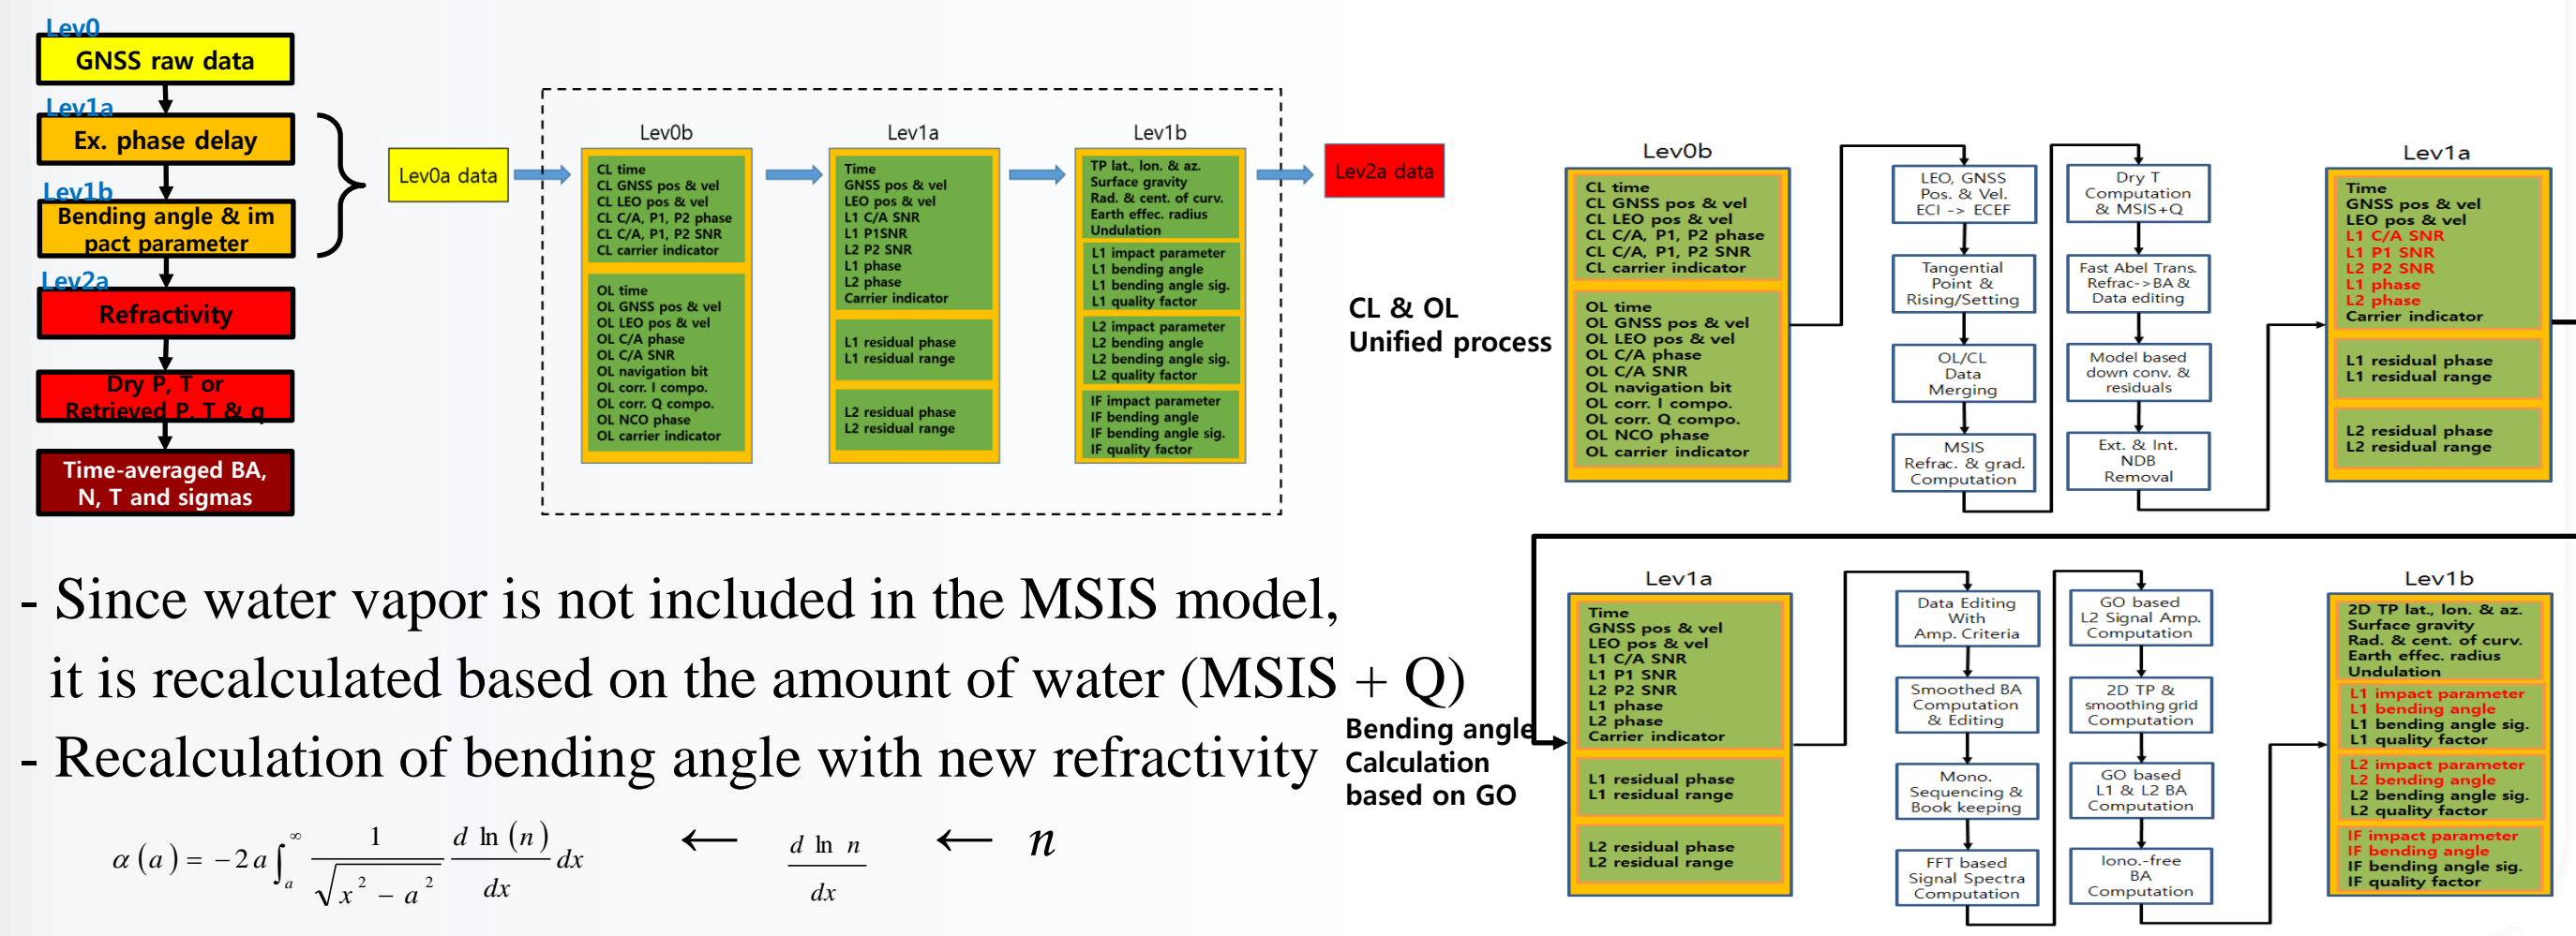 Lev0
GNSS raw data
Lev1a
Ex. phase delay
Lev1b
Bending angle & im
pact parameter
Lev2a
Refractivity
Dry P, T or
Retrieved P, T & q
Time-averaged BA,
N, T and sigmas
Lev0a data
Lev0b
CL time
CL GNSS pos & vel
CL LEO pos & vel
CL C/A, P1, P2 phase
CL C/A, P1, P2 SNR
CL carrier indicator
OL time
OL GNSS pos & vel
OL LEO pos & vel
OL C/A phase
OL C/A SNR
OL navigation bit
OL corr. I compo.
OL corr. Q compo.
OL NCO phase
OL carrier indicator
Lev1a
Time
GNSS pos & vel
LEO pos & vel
L1 C/A SNR
L1 P1SNR
L2 P2 SNR
L1 phase
L2 phase
Carrier indicator
L1 residual phase
L1 residual range
L2 residual phase
L2 residual range
Lev1b
TP lat., lon. & az.
Surface gravity
Rad. & cent. of curv.
Earth effec. radius
Undulation
L1 impact parameter
L1 bending angle
L1 bending angle sig.
L1 quality factor
L2 impact parameter
L2 bending angle
L2 bending angle sig.
L2 quality factor
IF impact parameter
IF bending angle
IF bending angle sig.
IF quality factor
Lev2a data
CL & OL
Unified process
Lev0b
CL time
CL GNSS pos & vel
CL LEO pos & vel
CL C/A, P1, P2 phase
CL C/A, P1, P2 SNR
CL carrier indicator
OL time
OL GNSS pos & vel
OL LEO pos & vel
OL C/A phase
OL C/A SNR
OL navigation bit
OL corr. I compo.
OL corr. Q compo.
OL NCO phase
OL carrier indicator
LEO, GNSS
Pos. & Vel.
ECI -> ECEF
Tangential
Point &
Rising/Setting
OL/CL
Data
Merging
MSIS
Refrac. & grad.
Computation
Dry T
Computation
& MSIS+Q
Fast Abel Trans.
Refrac->BA &
Data editing
Model based
down conv. &
residuals
Ext. & Int.
NDB
Removal
Lev1a
Time
GNSS pos & vel
LEO pos & vel
L1 C/A SNR
L1 P1 SNR
L2 P2 SNR
L1 phase
L2 phase
Carrier indicator
L1 residual phase
L1 residual range
L2 residual phase
L2 residual range
- Since water vapor is not included in the MSIS model,
it is recalculated based on the amount of water (MSIS + Q)
- Recalculation of bending angle with new refractivity
α(a) = −2a ∫_a^∞ 1/√(x² − a²) d ln(n)/dx dx ← d ln n/dx ← n
Bending angle
Calculation
based on GO
Lev1a
Time
GNSS pos & vel
LEO pos & vel
L1 C/A SNR
L1 P1 SNR
L2 P2 SNR
L1 phase
L2 phase
Carrier indicator
L1 residual phase
L1 residual range
L2 residual phase
L2 residual range
Data Editing
With
Amp. Criteria
Smoothed BA
Computation
& Editing
Mono.
Sequencing &
Book keeping
FFT based
Signal Spectra
Computation
GO based
L2 Signal Amp.
Computation
2D TP &
smoothing grid
Computation
GO based
L1 & L2 BA
Computation
Iono.-free
BA
Computation
Lev1b
2D TP lat., lon. & az.
Surface gravity
Rad. & cent. of curv.
Earth effec. radius
Undulation
L1 impact parameter
L1 bending angle
L1 bending angle sig.
L1 quality factor
L2 impact parameter
L2 bending angle
L2 bending angle sig.
L2 quality factor
IF impact parameter
IF bending angle
IF bending angle sig.
IF quality factor